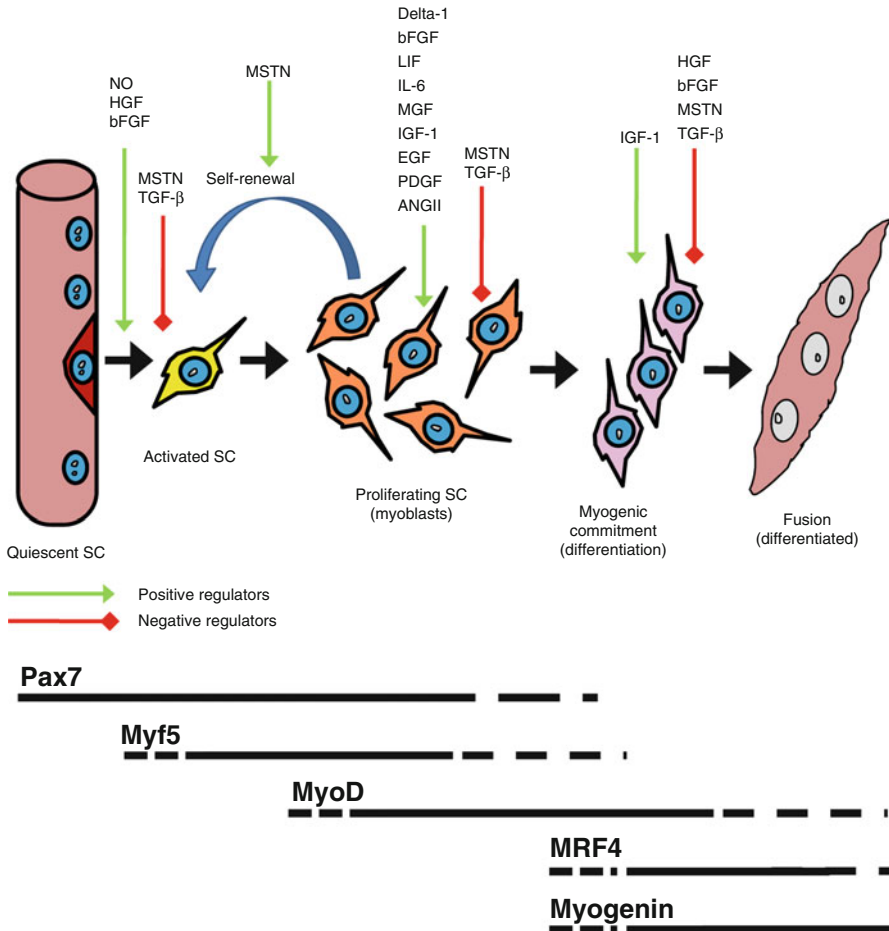 Delta-1
bFGF
LIF
IL-6
MGF
IGF-1
EGF
PDGF
ANGII
HGF
bFGF
MSTN
TGF-β
MSTN
NO
HGF
bFGF
IGF-1
MSTN
TGF-β
MSTN
TGF-β
Self-renewal
Activated SC
Proliferating SC
(myoblasts)
Myogenic
commitment
(differentiation)
Fusion
(differentiated)
Quiescent SC
Positive regulators
Negative regulators
Pax7
Myf5
MyoD
MRF4
Myogenin